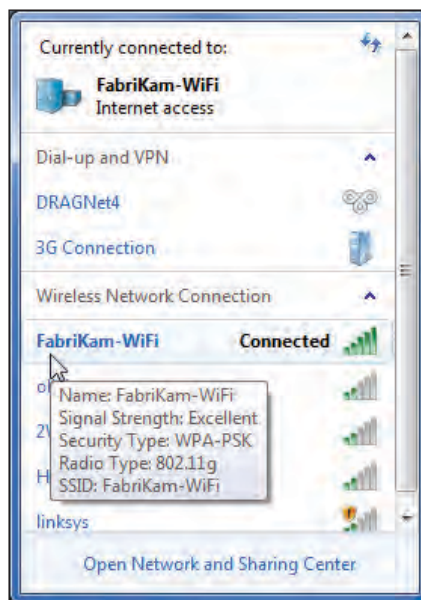 Currently connected to:
FabriKam-WiFi
Internet access
Dial-up and VPN
DRAGNet4
3G Connection
Wireless Network Connection
FabriKam-WiFi Connected
Name: FabriKam-WiFi
Signal Strength: Excellent
Security Type: WPA-PSK
Radio Type: 802.11g
SSID: FabriKam-WiFi
linksys
Open Network and Sharing Center